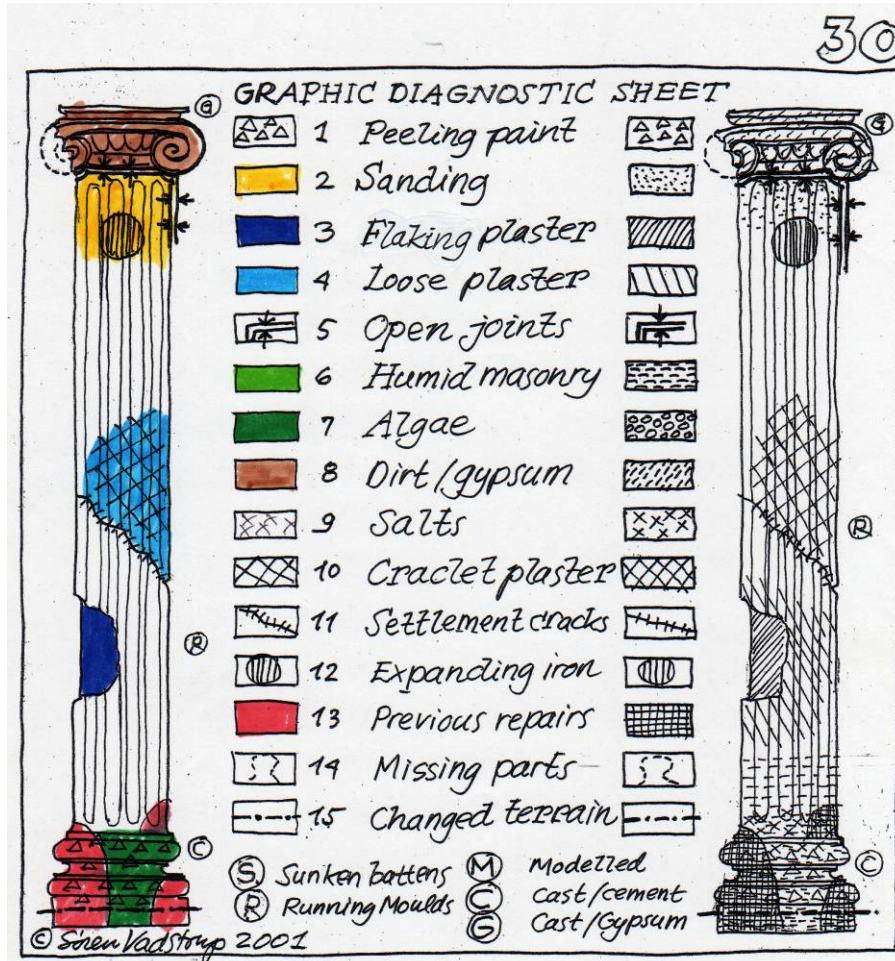 30
GRAPHIC DIAGNOSTIC SHEET
G
G
1 Peeling paint
2 Sanding
3 Flaking plaster
4 Loose plaster
5 Open joints
6 Humid masonry
7 Algae
8 Dirt/gypsum
9 Salts
10 Craclet plaster
11 Settlement cracks
12 Expanding iron
13 Previous repairs
14 Missing parts
15 Changed terrain
R
R
C
C
S Sunken battens
R Running Moulds
M Modelled
C Cast/cement
G Cast/Gypsum
© Sören Vadstrup 2001